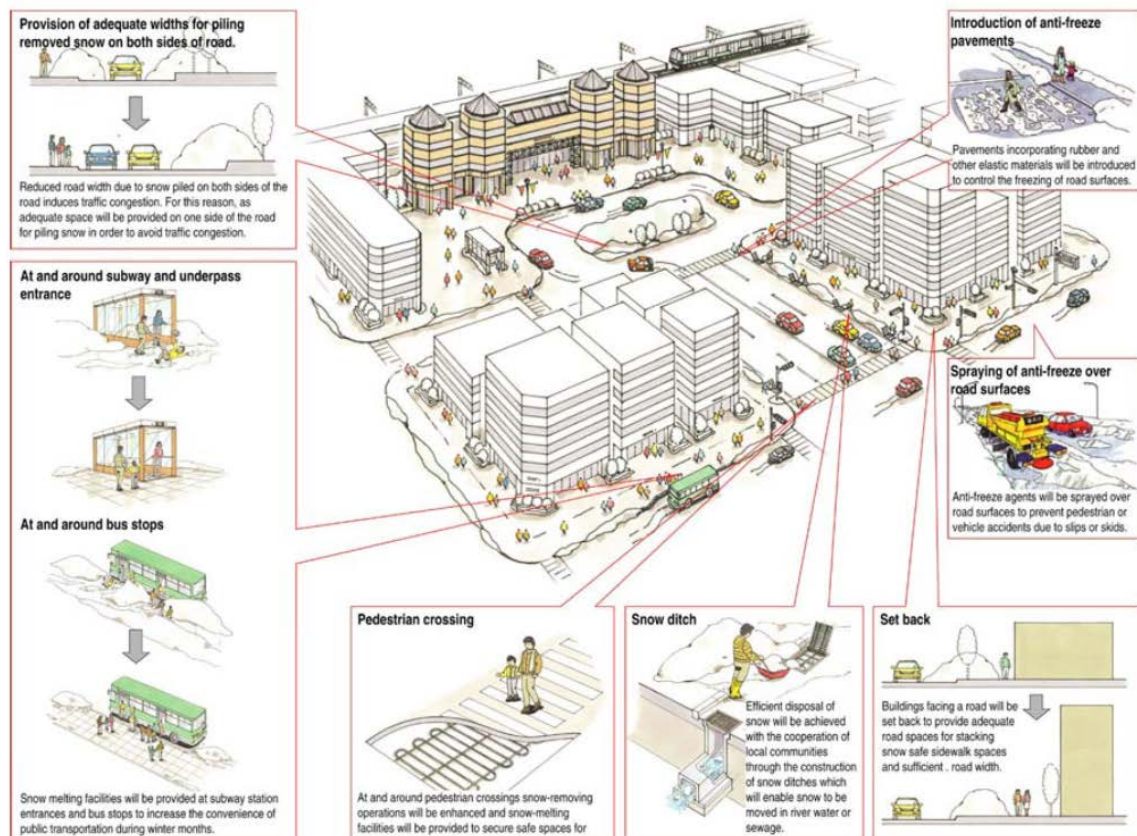 Provision of adequate widths for piling
removed snow on both sides of road.
Reduced road width due to snow piled on both sides of the
road induces traffic congestion. For this reason, as
adequate space will be provided on one side of the road
for piling snow in order to avoid traffic congestion.
At and around subway and underpass
entrance
At and around bus stops
Snow melting facilities will be provided at subway station
entrances and bus stops to increase the convenience of
public transportation during winter months.
Pedestrian crossing
At and around pedestrian crossings snow-removing
operations will be enhanced and snow-melting
facilities will be provided to secure safe spaces for
Snow ditch
Efficient disposal of
snow will be achieved
with the cooperation of
local communities
through the construction
of snow ditches which
will enable snow to be
moved in river water or
sewage.
Set back
Buildings facing a road will be
set back to provide adequate
road spaces for stacking
snow safe sidewalk spaces
and sufficient . road width.
Introduction of anti-freeze
pavements
Pavements incorporating rubber and
other elastic materials will be introduced
to control the freezing of road surfaces.
Spraying of anti-freeze over
road surfaces
Anti-freeze agents will be sprayed over
road surfaces to prevent pedestrian or
vehicle accidents due to slips or skids.